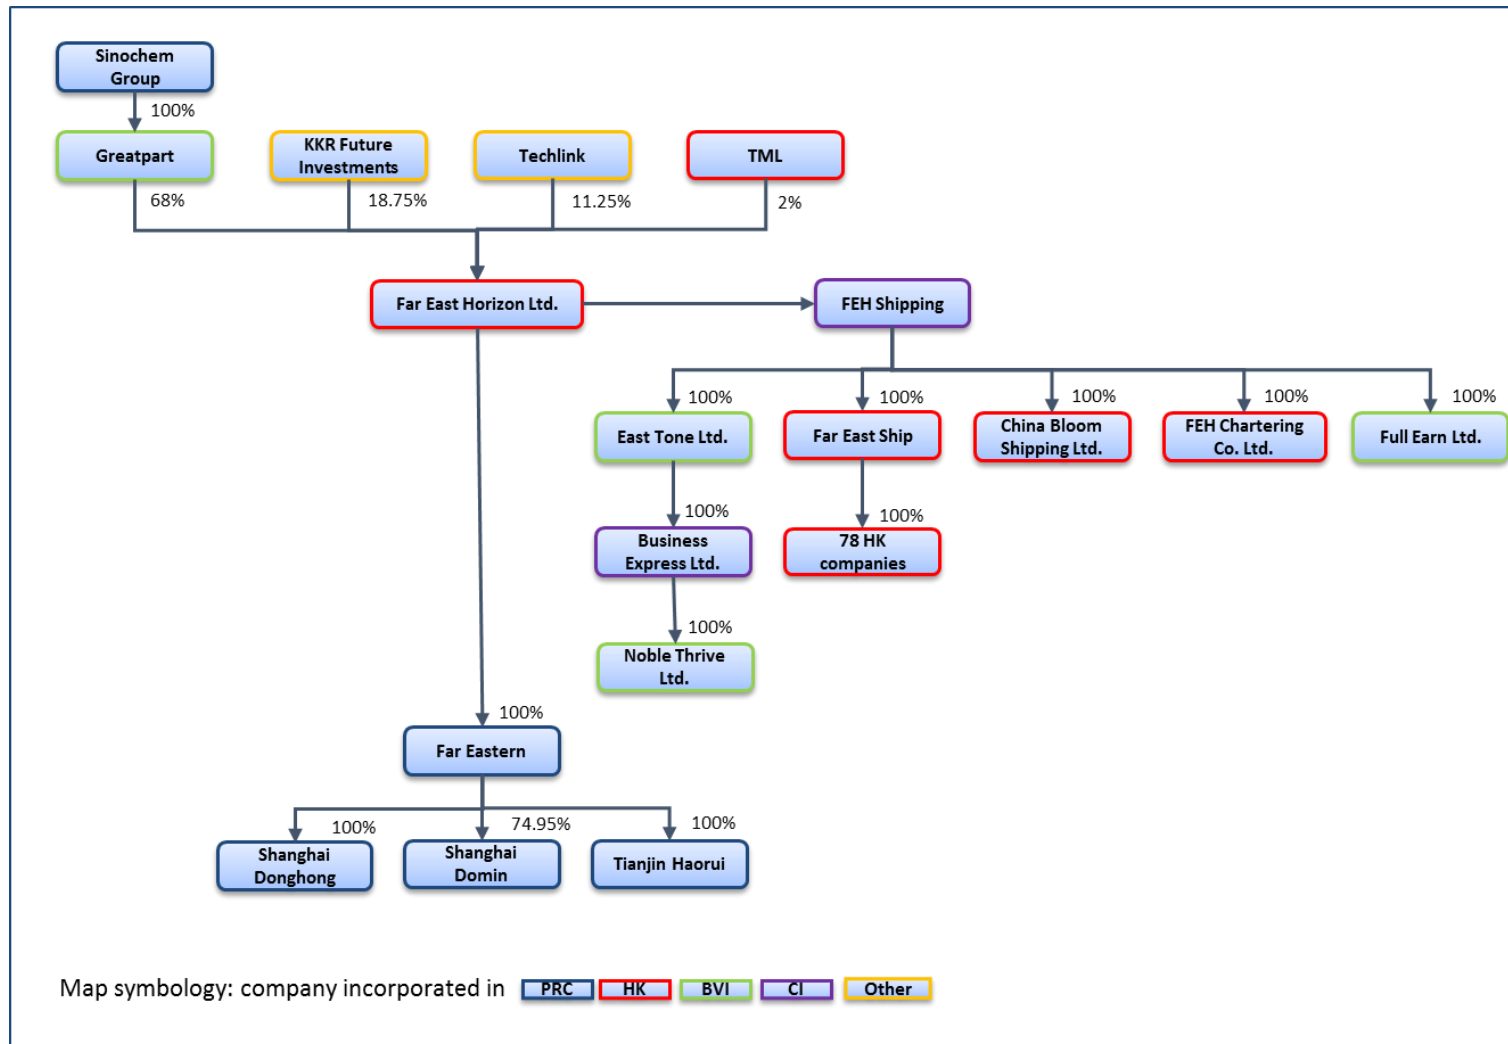 Sinochem
Group
100%
Greatpart
KKR Future
Investments
Techlink
TML
68%
18.75%
11.25%
2%
Far East Horizon Ltd.
FEH Shipping
100%
100%
100%
100%
100%
East Tone Ltd.
Far East Ship
China Bloom
Shipping Ltd.
FEH Chartering
Co. Ltd.
Full Earn Ltd.
100%
100%
Business
Express Ltd.
78 HK
companies
100%
Noble Thrive
Ltd.
100%
Far Eastern
100%
74.95%
100%
Shanghai
Donghong
Shanghai
Domin
Tianjin Haorui
Map symbology: company incorporated in PRC HK BVI CI Other